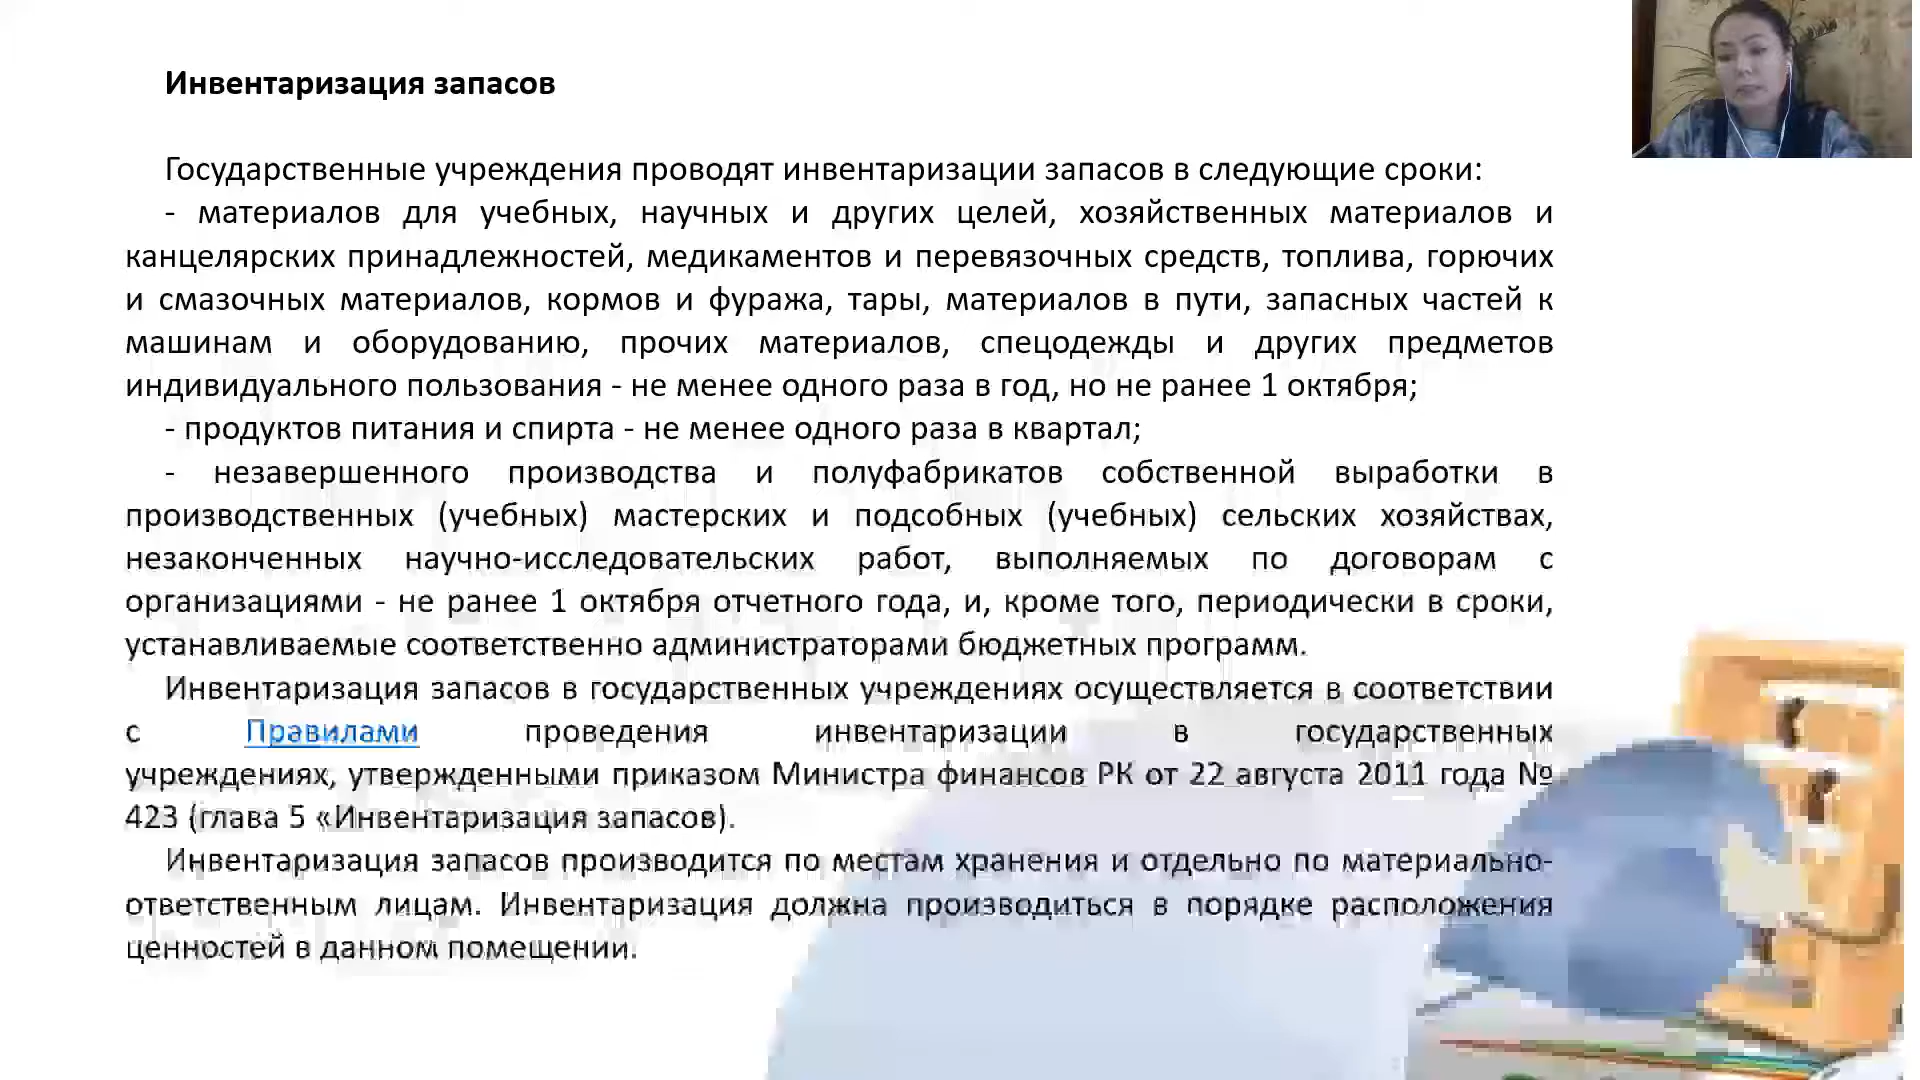 Инвентаризация запасов
Государственные учреждения проводят инвентаризации запасов в следующие сроки:
- материалов для учебных, научных и других целей, хозяйственных материалов и
канцелярских принадлежностей, медикаментов и перевязочных средств, топлива, горючих
и смазочных материалов, кормов и фуража, тары, материалов в пути, запасных частей к
машинам и оборудованию, прочих материалов, спецодежды и других предметов
индивидуального пользования - не менее одного раза в год, но не ранее 1 октября;
- продуктов питания и спирта - не менее одного раза в квартал;
- незавершенного производства и полуфабрикатов собственной выработки в
производственных (учебных) мастерских и подсобных (учебных) сельских хозяйствах,
незаконченных научно-исследовательских работ, выполняемых по договорам с
организациями - не ранее 1 октября отчетного года, и, кроме того, периодически в сроки,
устанавливаемые соответственно администраторами бюджетных программ.
Инвентаризация запасов в государственных учреждениях осуществляется в соответствии
с Правилами проведения инвентаризации в государственных
учреждениях, утвержденными приказом Министра финансов РК от 22 августа 2011 года №
423 (глава 5 «Инвентаризация запасов).
Инвентаризация запасов производится по местам хранения и отдельно по материально-
ответственным лицам. Инвентаризация должна производиться в порядке расположения
ценностей в данном помещении.